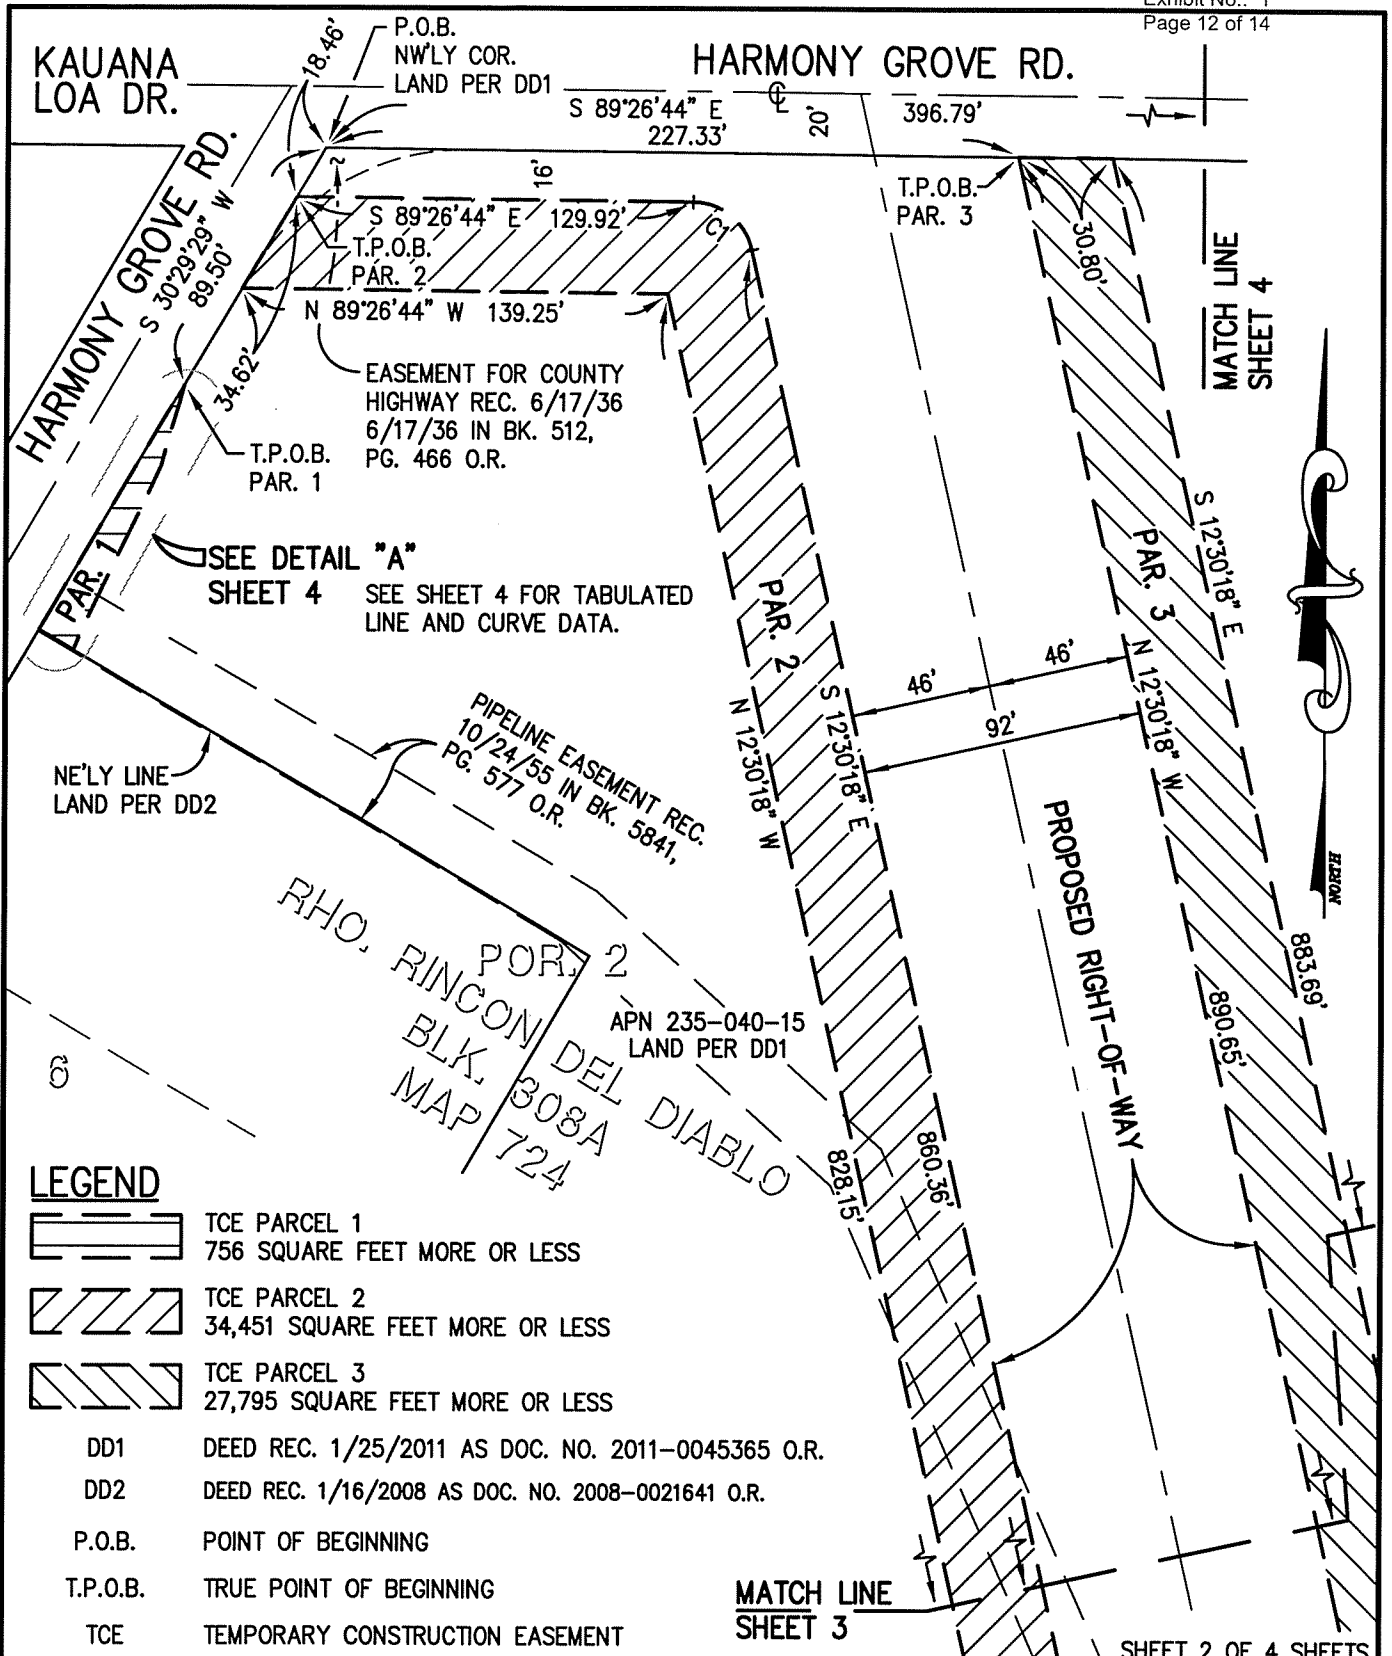 Exhibit No.: 1
Page 12 of 14
KAUANA
LOA DR.
18.46'
P.O.B.
NW'LY COR.
LAND PER DD1
HARMONY GROVE RD.
S 89°26'44" E
227.33'
℄
20'
396.79'
HARMONY GROVE RD.
S 30°29'29" W
89.50'
16'
S 89°26'44" E 129.92'
C1
T.P.O.B.
PAR. 2
T.P.O.B.
PAR. 3
30.80'
MATCH LINE
SHEET 4
N 89°26'44" W 139.25'
34.62'
EASEMENT FOR COUNTY
HIGHWAY REC. 6/17/36
6/17/36 IN BK. 512,
PG. 466 O.R.
T.P.O.B.
PAR. 1
PAR. 1
SEE DETAIL "A"
SHEET 4
SEE SHEET 4 FOR TABULATED
LINE AND CURVE DATA.
PAR. 2
PAR. 3
S 12°30'18" E
N 12°30'18" W
S 12°30'18" E
N 12°30'18" W
46'
46'
92'
PIPELINE EASEMENT REC.
10/24/55 IN BK. 5841,
PG. 577 O.R.
NE'LY LINE
LAND PER DD2
PROPOSED RIGHT-OF-WAY
NORTH
883.69'
890.65'
RHO. RINCON DEL DIABLO
POR. 2
BLK. 308A
MAP 724
6
APN 235-040-15
LAND PER DD1
828.15'
860.36'
LEGEND
TCE PARCEL 1
756 SQUARE FEET MORE OR LESS
TCE PARCEL 2
34,451 SQUARE FEET MORE OR LESS
TCE PARCEL 3
27,795 SQUARE FEET MORE OR LESS
DD1 DEED REC. 1/25/2011 AS DOC. NO. 2011-0045365 O.R.
DD2 DEED REC. 1/16/2008 AS DOC. NO. 2008-0021641 O.R.
P.O.B. POINT OF BEGINNING
T.P.O.B. TRUE POINT OF BEGINNING
TCE TEMPORARY CONSTRUCTION EASEMENT
MATCH LINE
SHEET 3
SHEET 2 OF 4 SHEETS